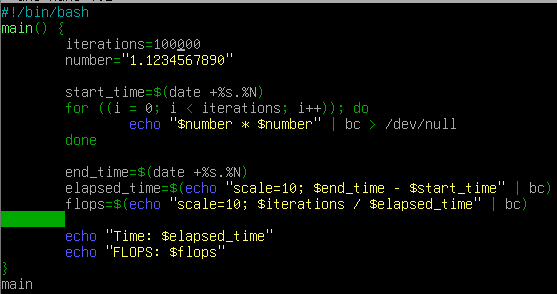 #!/bin/bash
main() {
        iterations=100000
        number="1.1234567890"
        start_time=$(date +%s.%N)
        for ((i = 0; i < iterations; i++)); do
                echo "$number * $number" | bc > /dev/null
        done
        end_time=$(date +%s.%N)
        elapsed_time=$(echo "scale=10; $end_time - $start_time" | bc)
        flops=$(echo "scale=10; $iterations / $elapsed_time" | bc)
        echo "Time: $elapsed_time"
        echo "FLOPS: $flops"
}
main